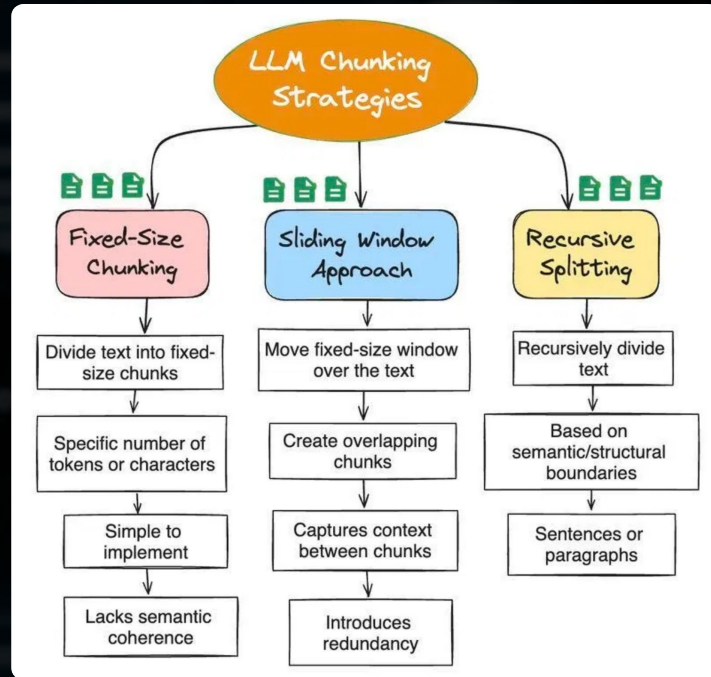 LLM Chunking
Strategies
Fixed-Size
Chunking
Divide text into fixed-
size chunks
Specific number of
tokens or characters
Simple to
implement
Lacks semantic
coherence
Sliding Window
Approach
Move fixed-size window
over the text
Create overlapping
chunks
Captures context
between chunks
Introduces
redundancy
Recursive
Splitting
Recursively divide
text
Based on
semantic/structural
boundaries
Sentences or
paragraphs